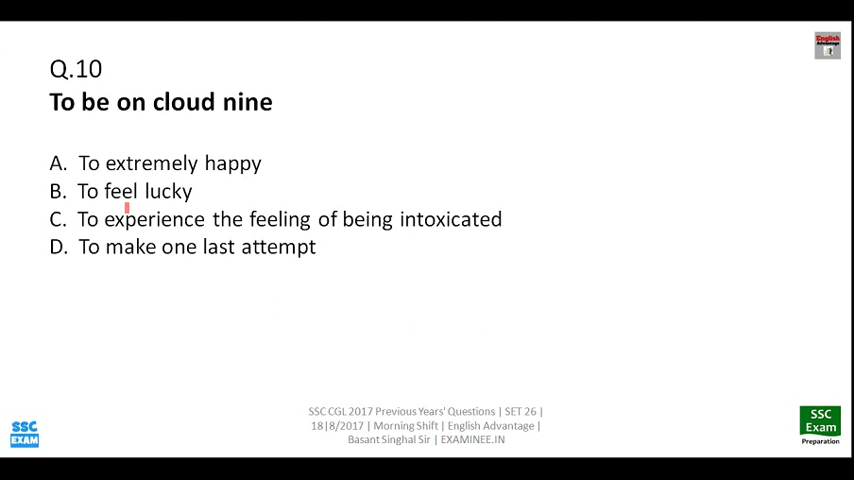 English
Advantage
Q.10
To be on cloud nine
A. To extremely happy
B. To feel lucky
C. To experience the feeling of being intoxicated
D. To make one last attempt
SSC CGL 2017 Previous Years' Questions | SET 26 |
18|8/2017 | Morning Shift | English Advantage |
Basant Singhal Sir | EXAMINEE.IN
SSC
EXAM
SSC
Exam
Preparation